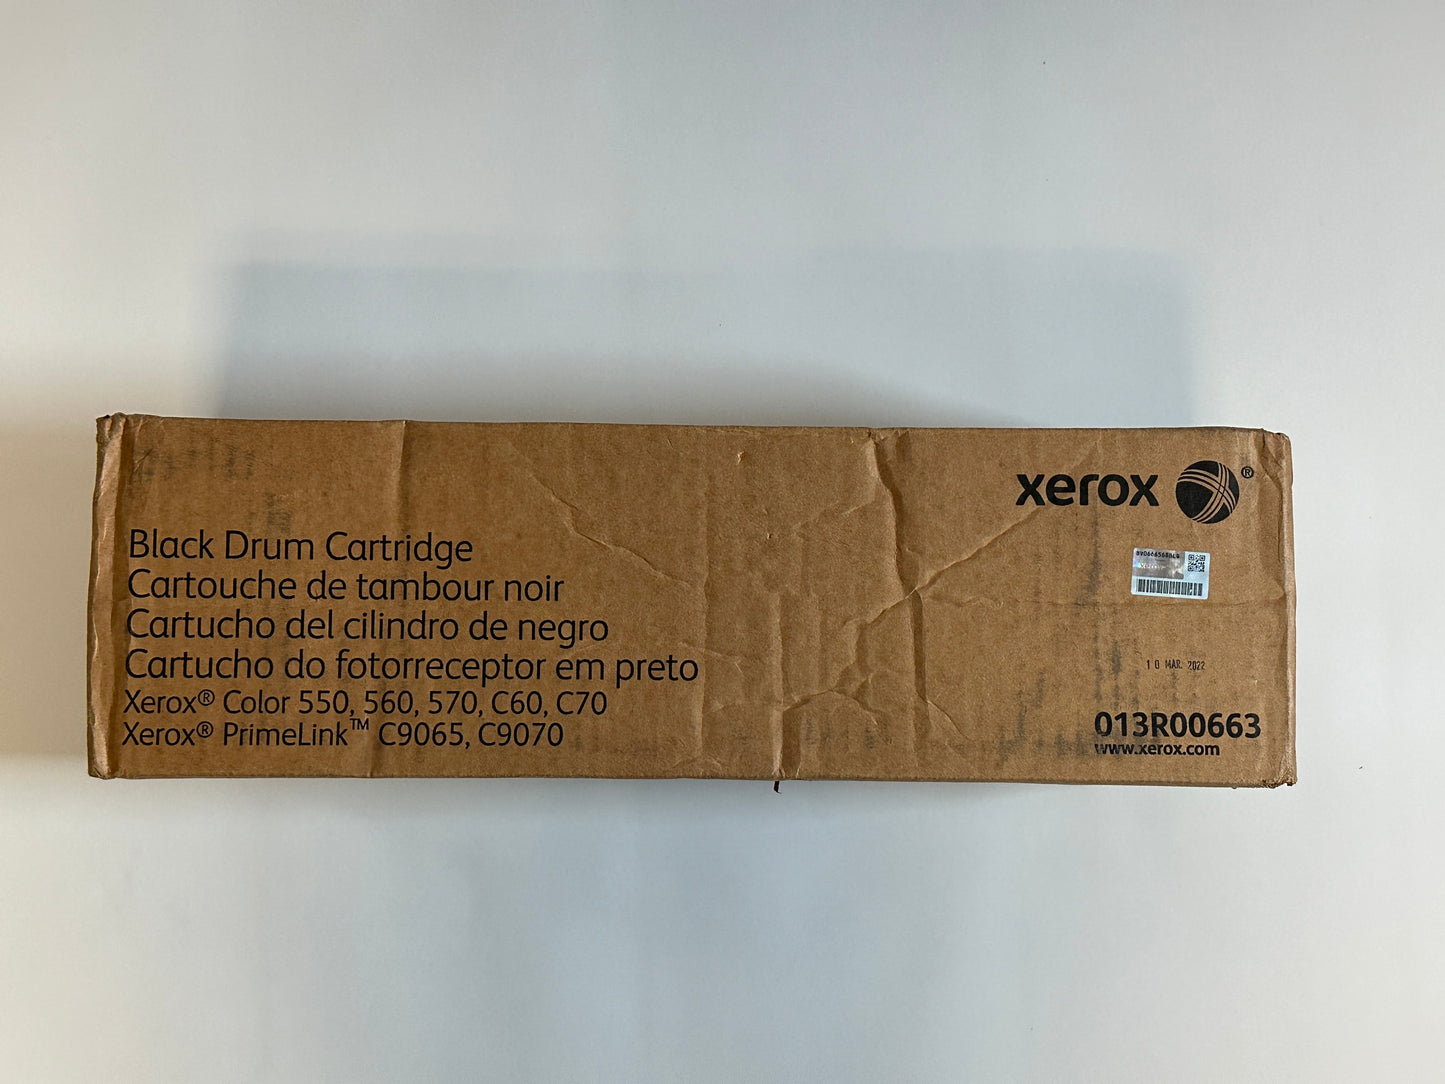 xerox ®
Black Drum Cartridge
Cartouche de tambour noir
Cartucho del cilindro de negro
Cartucho do fotorreceptor em preto
Xerox® Color 550, 560, 570, C60, C70
Xerox® PrimeLink™ C9065, C9070
10 MAR. 2022
013R00663
www.xerox.com